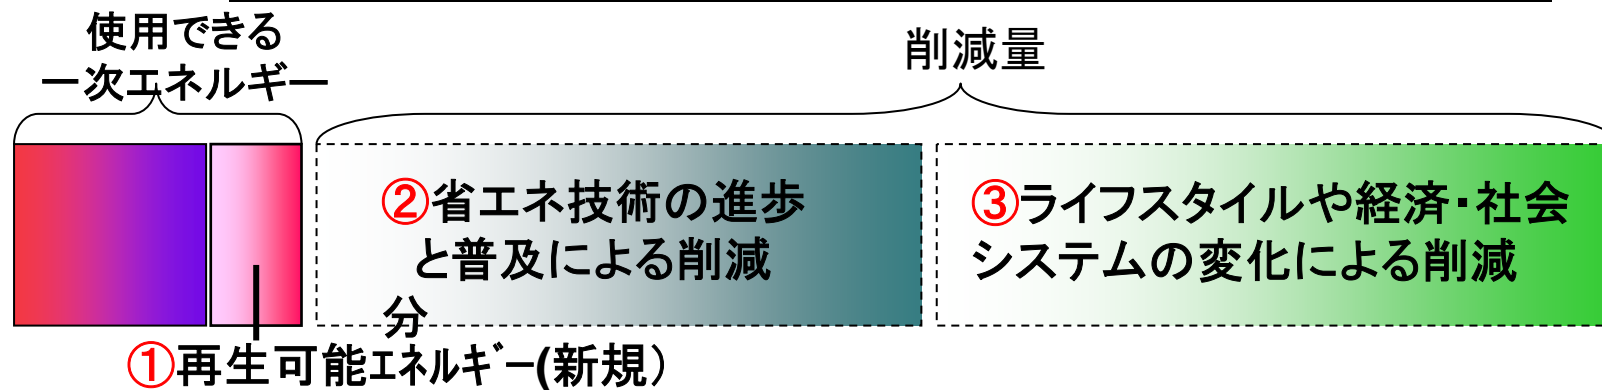 使用できる
一次エネルギー
削減量
②省エネ技術の進歩
と普及による削減
分
③ライフスタイルや経済・社会
システムの変化による削減
①再生可能ｴﾈﾙｷﾞｰ(新規）